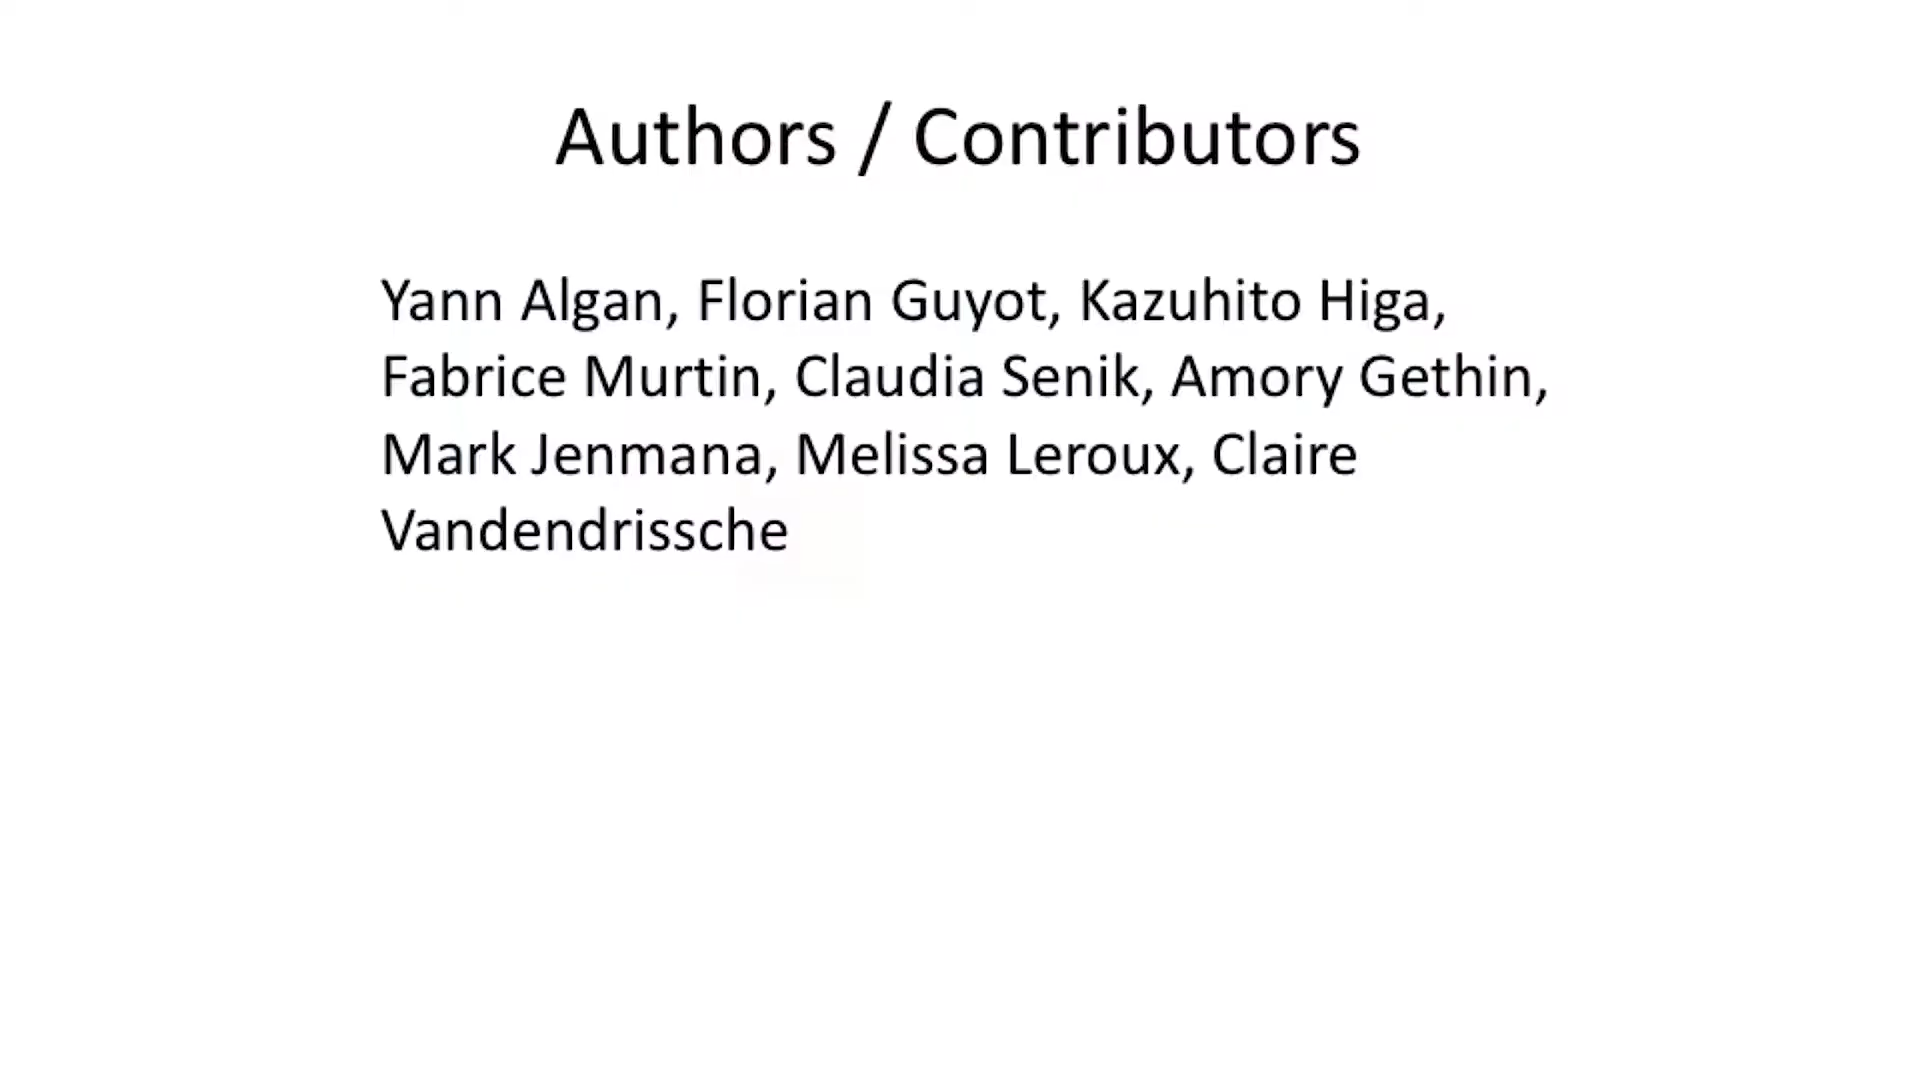 Authors / Contributors
Yann Algan, Florian Guyot, Kazuhito Higa,
Fabrice Murtin, Claudia Senik, Amory Gethin,
Mark Jenmana, Melissa Leroux, Claire
Vandendrissche